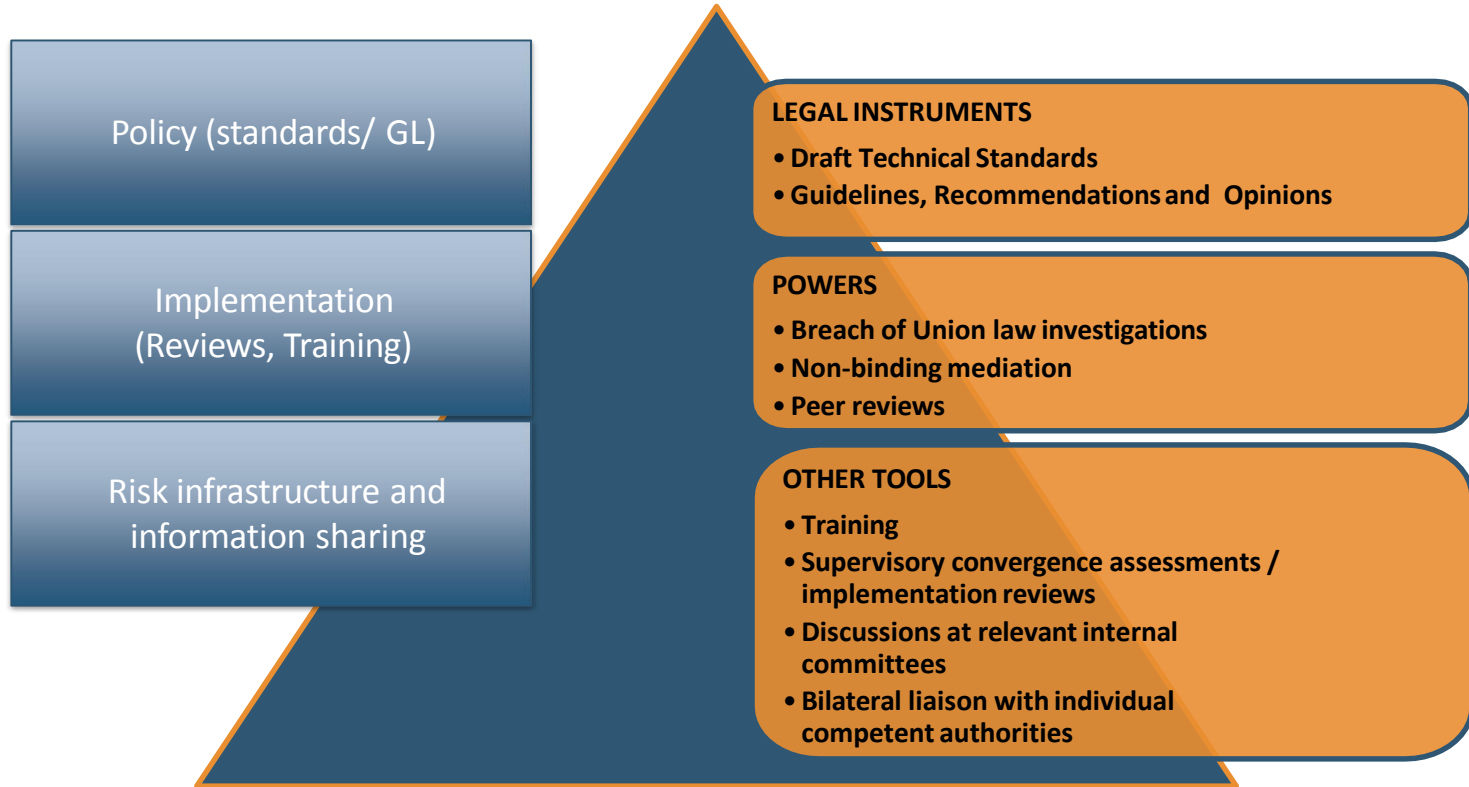 Policy (standards/ GL)
Implementation
(Reviews, Training)
Risk infrastructure and
information sharing
LEGAL INSTRUMENTS
• Draft Technical Standards
• Guidelines, Recommendations and Opinions
POWERS
• Breach of Union law investigations
• Non-binding mediation
• Peer reviews
OTHER TOOLS
• Training
• Supervisory convergence assessments /
implementation reviews
• Discussions at relevant internal
committees
• Bilateral liaison with individual
competent authorities